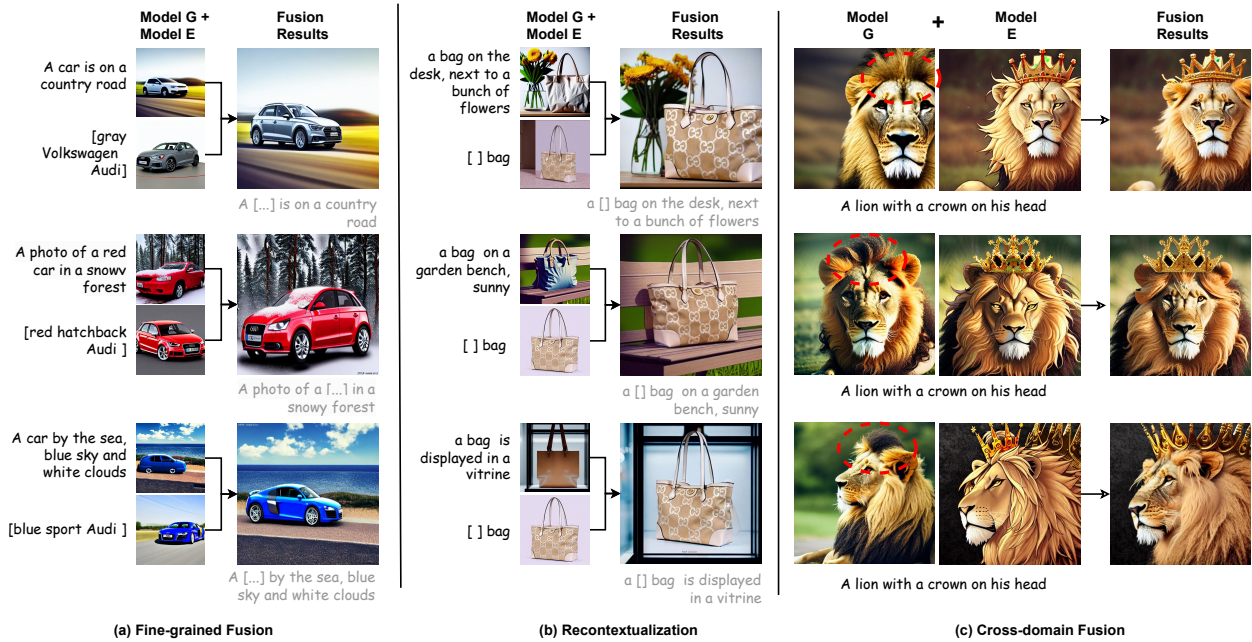 Model G +
Model E
Fusion
Results
A car is on a
country road
[gray
Volkswagen
Audi]
A [...] is on a country
road
A photo of a red
car in a snowy
forest
[red hatchback
Audi ]
A photo of a [...] in a
snowy forest
A car by the sea,
blue sky and
white clouds
[blue sport Audi ]
A [...] by the sea, blue
sky and white clouds
(a) Fine-grained Fusion
Model G +
Model E
Fusion
Results
a bag on the
desk, next to a
bunch of
flowers
[ ] bag
a [] bag on the desk, next
to a bunch of flowers
a bag on a
garden bench,
sunny
[ ] bag
a [] bag on a garden
bench, sunny
a bag is
displayed in a
vitrine
[ ] bag
a [] bag is displayed
in a vitrine
(b) Recontextualization
Model
G
+
Model
E
Fusion
Results
A lion with a crown on his head
A lion with a crown on his head
A lion with a crown on his head
(c) Cross-domain Fusion